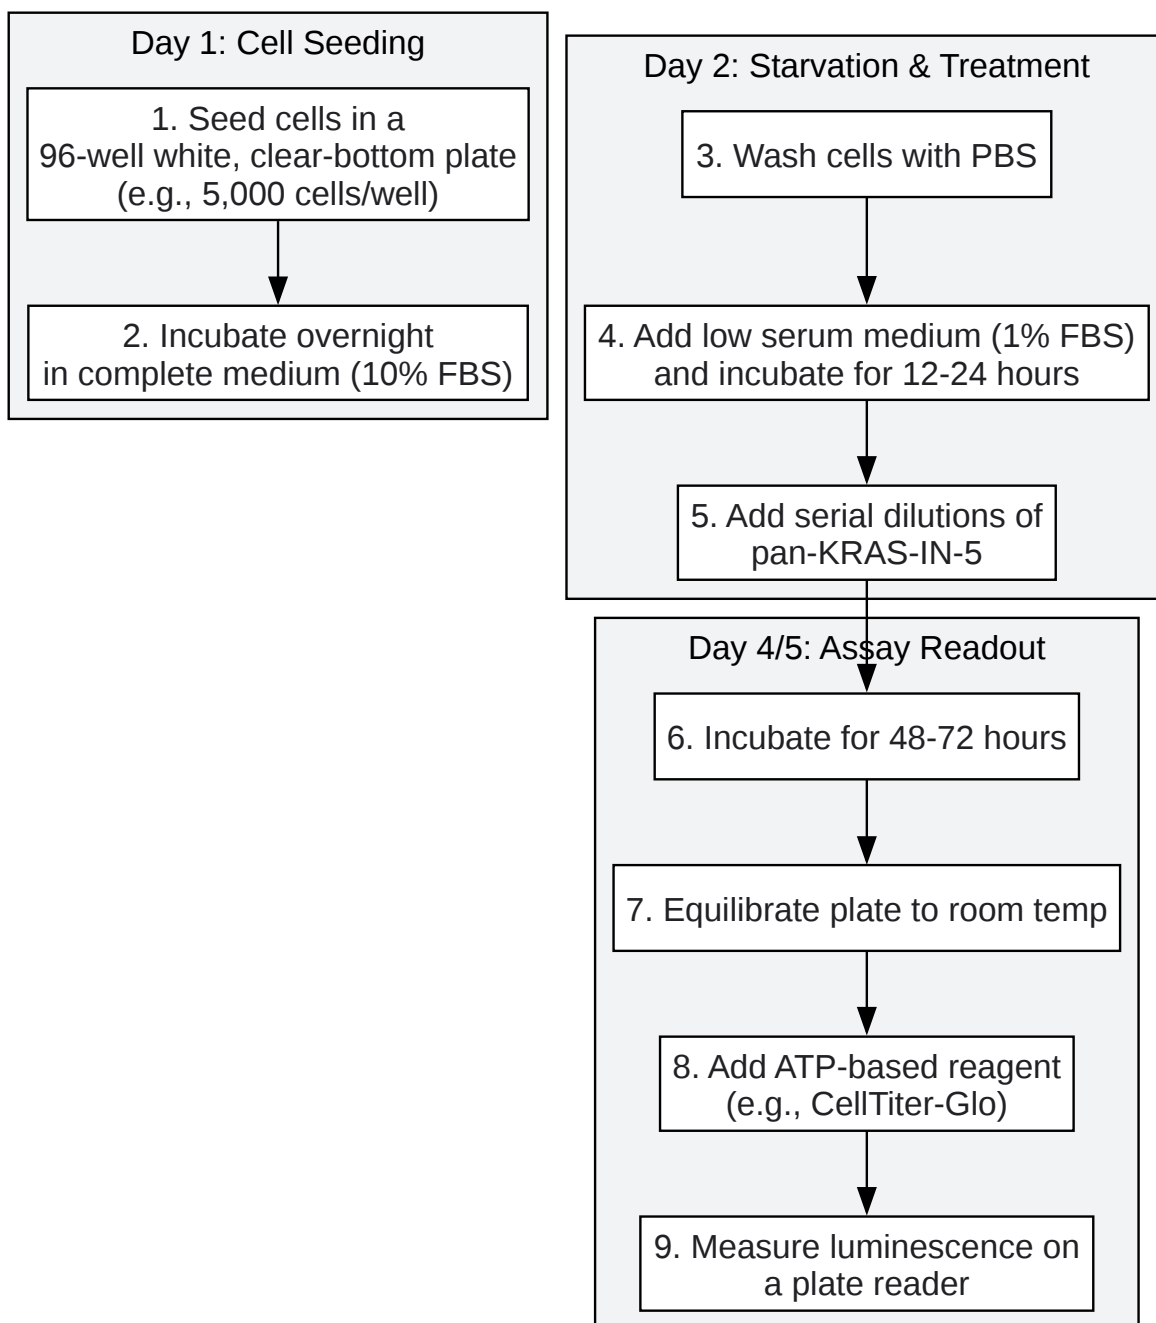 Day 1: Cell Seeding
1. Seed cells in a
96-well white, clear-bottom plate
(e.g., 5,000 cells/well)
2. Incubate overnight
in complete medium (10% FBS)
Day 2: Starvation & Treatment
3. Wash cells with PBS
4. Add low serum medium (1% FBS)
and incubate for 12-24 hours
5. Add serial dilutions of
pan-KRAS-IN-5
Day 4/5: Assay Readout
6. Incubate for 48-72 hours
7. Equilibrate plate to room temp
8. Add ATP-based reagent
(e.g., CellTiter-Glo)
9. Measure luminescence on
a plate reader